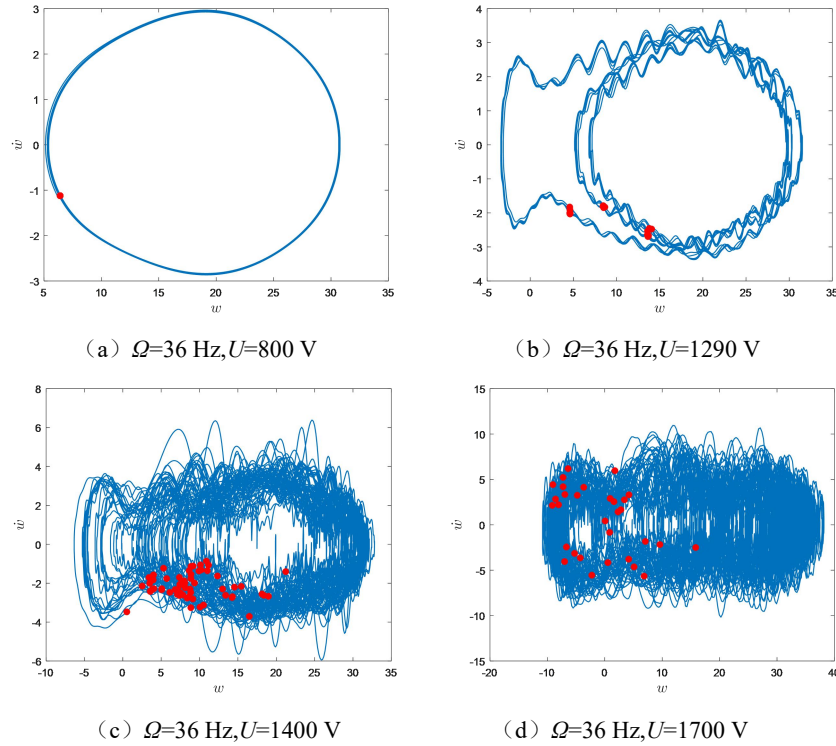 3
2
1
0
-1
-2
-3
ẇ
5 10 15 20 25 30 35
w
4
3
2
1
0
-1
-2
-3
-4
ẇ
-5 0 5 10 15 20 25 30 35
w
（a）Ω=36 Hz,U=800 V
（b）Ω=36 Hz,U=1290 V
8
6
4
2
0
-2
-4
-6
ẇ
-10 -5 0 5 10 15 20 25 30 35
w
15
10
5
0
-5
-10
-15
ẇ
-20 -10 0 10 20 30 40
w
（c）Ω=36 Hz,U=1400 V
（d）Ω=36 Hz,U=1700 V